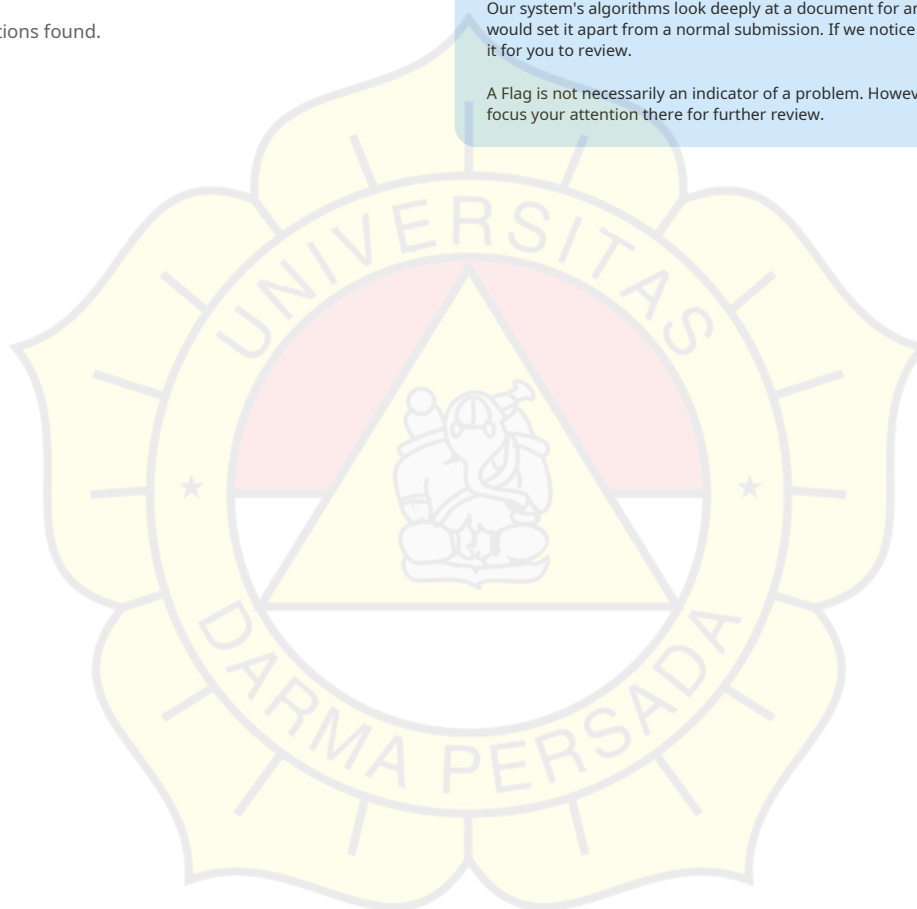 tions found.
Our system's algorithms look deeply at a document for
would set it apart from a normal submission. If we notice
it for you to review.
A Flag is not necessarily an indicator of a problem.
focus your attention there for further review.
UNIVERSITAS
DARMA PERSADA